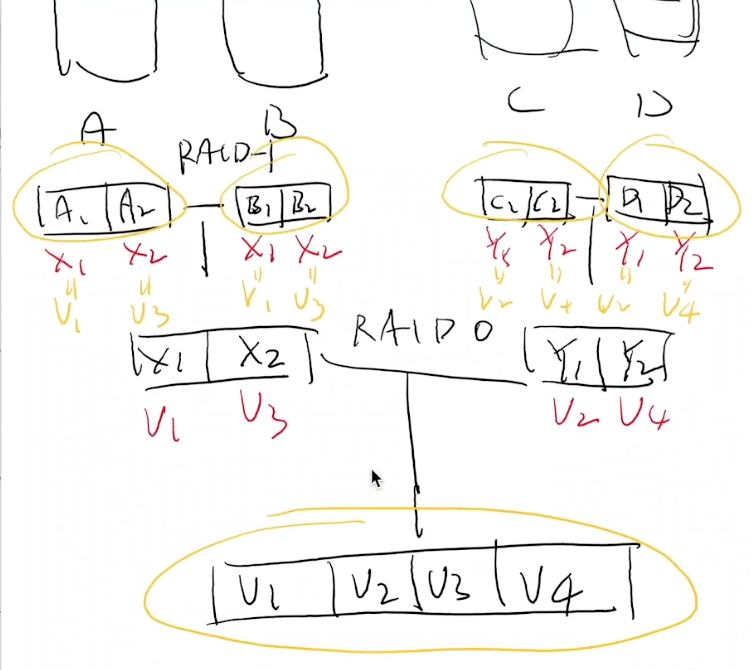 A B C D
RAID-1
A1 A2 B1 B2 C1 C2 D1 D2
X1 X2 X1 X2 Y1 Y2 Y1 Y2
" " " " " " " "
V1 V3 V1 V3 V2 V4 V2 V4
RAID 0
X1 X2 Y1 Y2
V1 V3 V2 V4
V1 V2 V3 V4